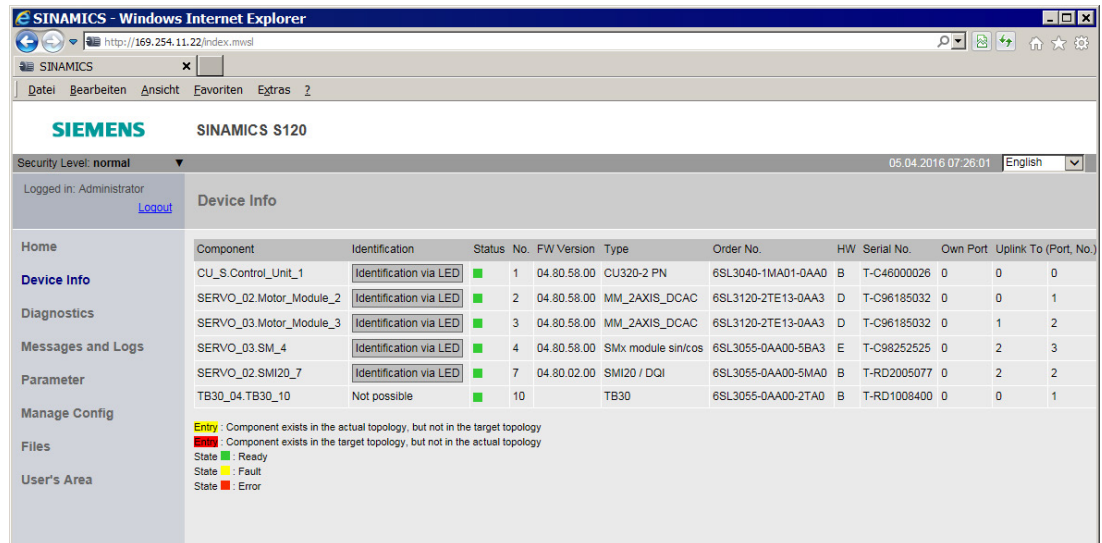 SINAMICS - Windows Internet Explorer
http://169.254.11.22/index.mwsl
SINAMICS x
Datei Bearbeiten Ansicht Favoriten Extras ?
SIEMENS SINAMICS S120
Security Level: normal 05.04.2016 07:26:01 English
Logged in: Administrator
Logout
Device Info
Home
Device Info
Diagnostics
Messages and Logs
Parameter
Manage Config
Files
User's Area
Component Identification Status No. FW Version Type Order No. HW Serial No. Own Port Uplink To (Port, No.)
CU_S.Control_Unit_1 Identification via LED 1 04.80.58.00 CU320-2 PN 6SL3040-1MA01-0AA0 B T-C46000026 0 0 0
SERVO_02.Motor_Module_2 Identification via LED 2 04.80.58.00 MM_2AXIS_DCAC 6SL3120-2TE13-0AA3 D T-C96185032 0 0 1
SERVO_03.Motor_Module_3 Identification via LED 3 04.80.58.00 MM_2AXIS_DCAC 6SL3120-2TE13-0AA3 D T-C96185032 0 1 2
SERVO_03.SM_4 Identification via LED 4 04.80.58.00 SMx module sin/cos 6SL3055-0AA00-5BA3 E T-C98252525 0 2 3
SERVO_02.SMI20_7 Identification via LED 7 04.80.02.00 SMI20 / DQI 6SL3055-0AA00-5MA0 B T-RD2005077 0 2 2
TB30_04.TB30_10 Not possible 10 TB30 6SL3055-0AA00-2TA0 B T-RD1008400 0 0 1
Entry : Component exists in the actual topology, but not in the target topology
Entry : Component exists in the target topology, but not in the actual topology
State : Ready
State : Fault
State : Error